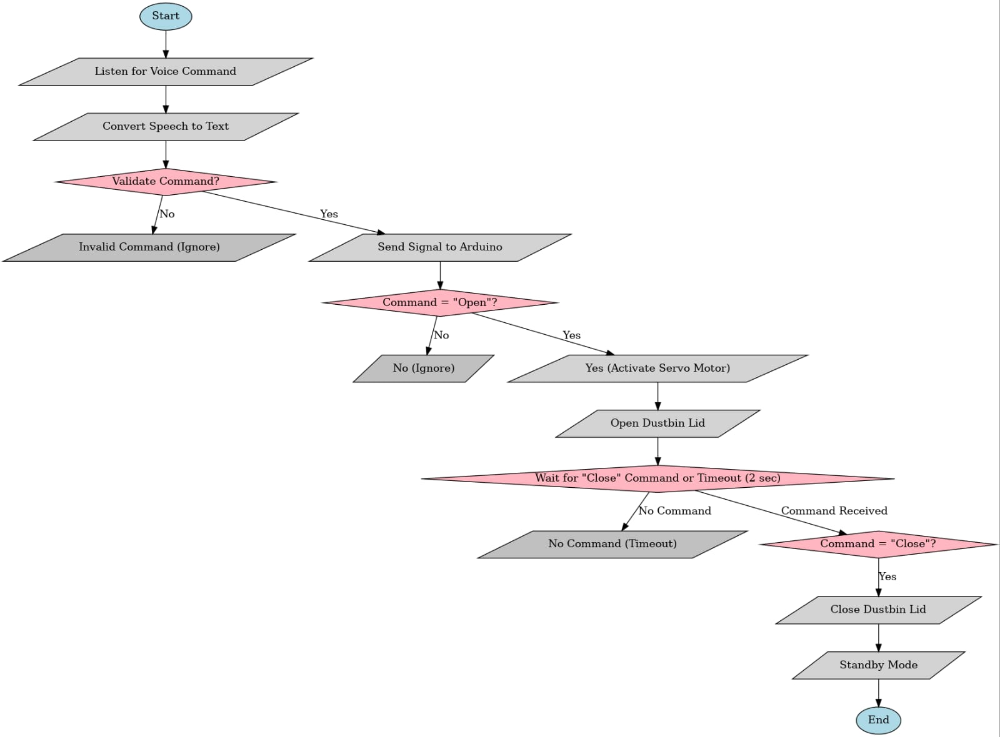 Start
Listen for Voice Command
Convert Speech to Text
Validate Command?
No
Yes
Invalid Command (Ignore)
Send Signal to Arduino
Command = "Open"?
No
Yes
No (Ignore)
Yes (Activate Servo Motor)
Open Dustbin Lid
Wait for "Close" Command or Timeout (2 sec)
No Command
Command Received
No Command (Timeout)
Command = "Close"?
Yes
Close Dustbin Lid
Standby Mode
End